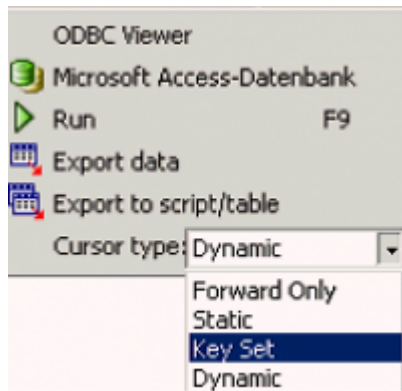 ODBC Viewer
Microsoft Access-Datenbank
Run F9
Export data
Export to script/table
Cursor type: Dynamic
Forward Only
Static
Key Set
Dynamic